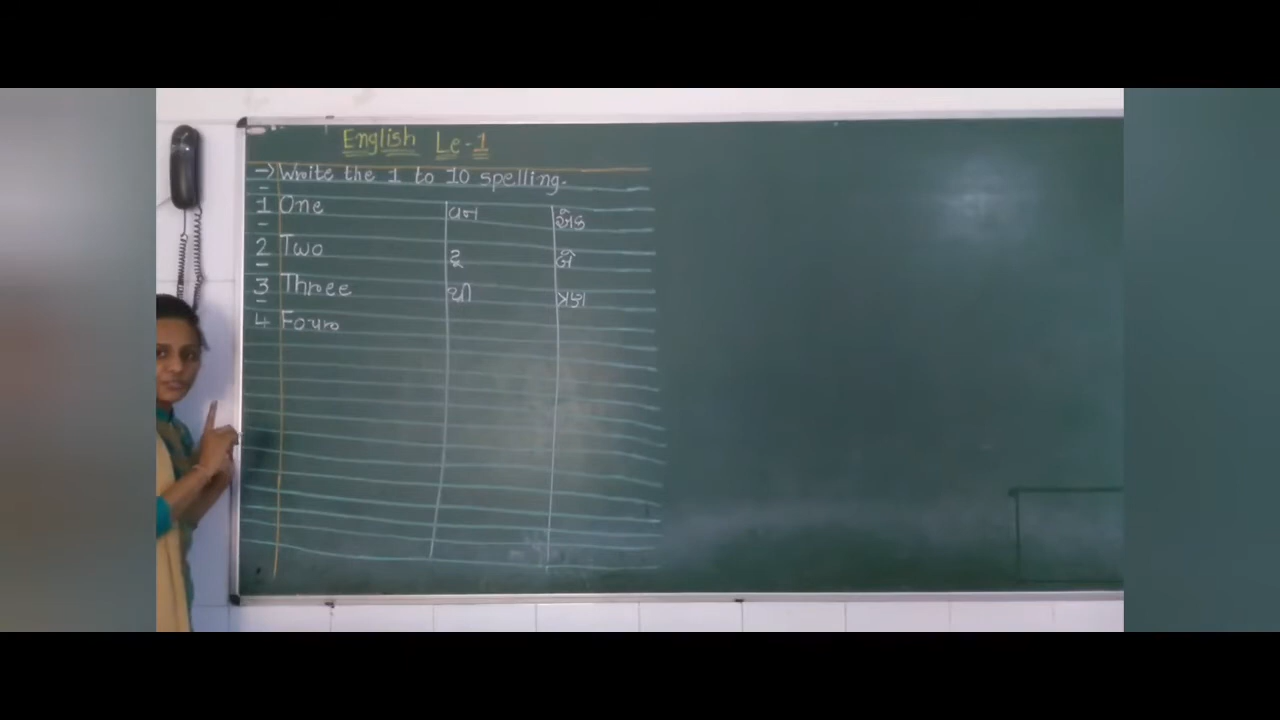 English Le-1
→ Write the 1 to 10 spelling.
1 One વન એક
2 Two ટૂ બે
3 Three થ્રી ત્રણ
4 Four